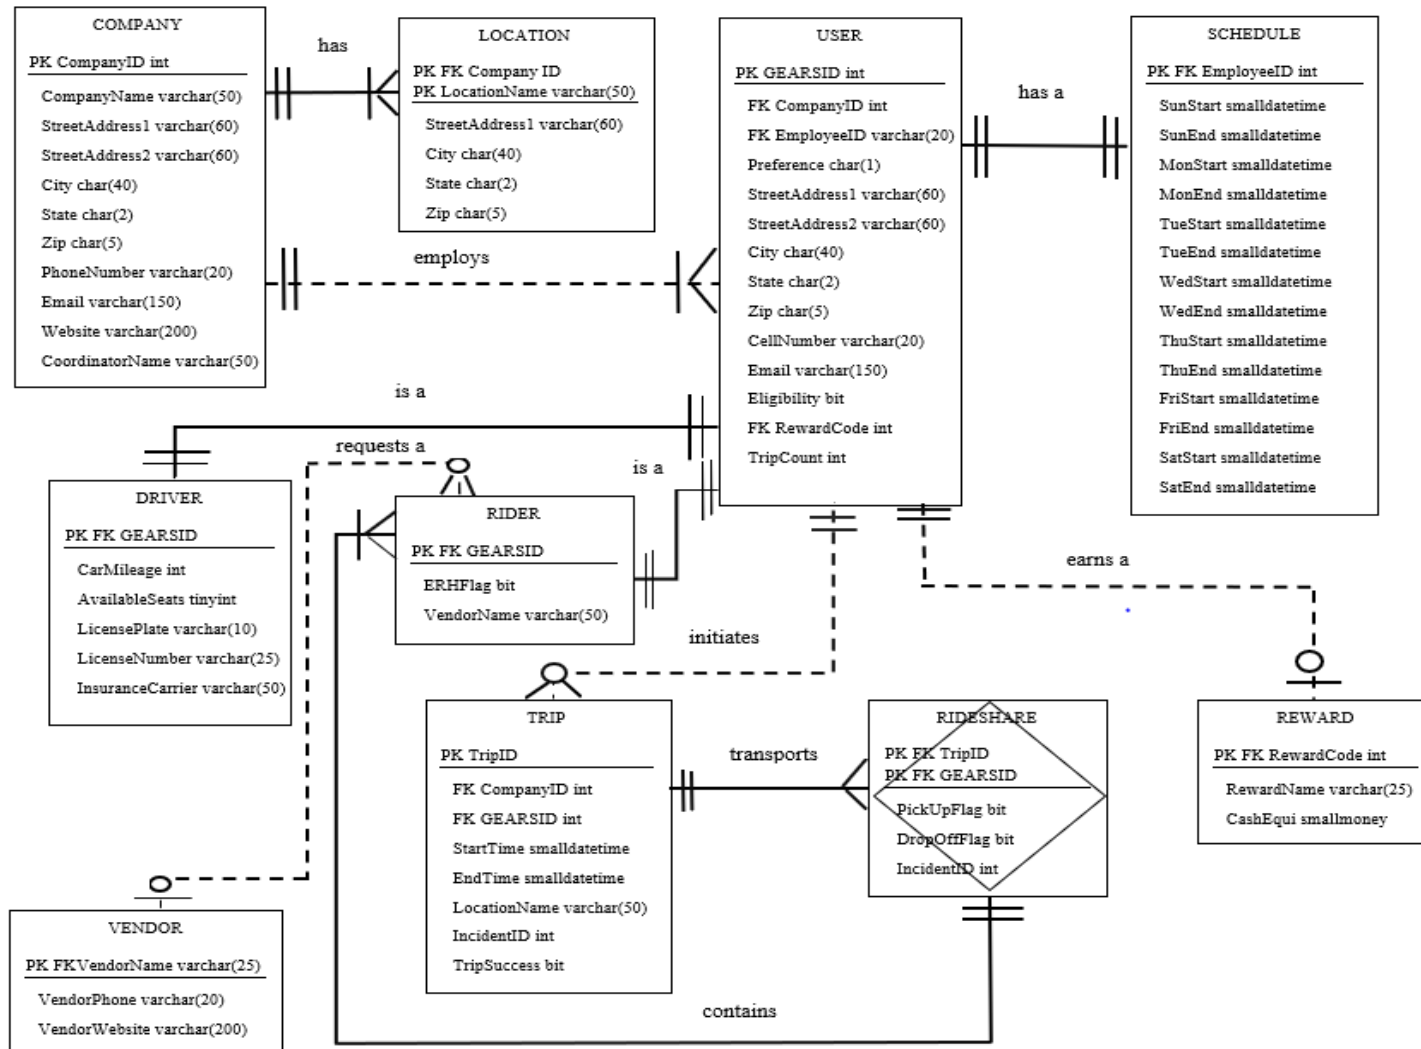 COMPANY
PK CompanyID int
CompanyName varchar(50)
StreetAddress1 varchar(60)
StreetAddress2 varchar(60)
City char(40)
State char(2)
Zip char(5)
PhoneNumber varchar(20)
Email varchar(150)
Website varchar(200)
CoordinatorName varchar(50)
has
LOCATION
PK FK Company ID
PK LocationName varchar(50)
StreetAddress1 varchar(60)
City char(40)
State char(2)
Zip char(5)
employs
USER
PK GEARSID int
FK CompanyID int
FK EmployeeID varchar(20)
Preference char(1)
StreetAddress1 varchar(60)
StreetAddress2 varchar(60)
City char(40)
State char(2)
Zip char(5)
CellNumber varchar(20)
Email varchar(150)
Eligibility bit
FK RewardCode int
TripCount int
has a
SCHEDULE
PK FK EmployeeID int
SunStart smalldatetime
SunEnd smalldatetime
MonStart smalldatetime
MonEnd smalldatetime
TueStart smalldatetime
TueEnd smalldatetime
WedStart smalldatetime
WedEnd smalldatetime
ThuStart smalldatetime
ThuEnd smalldatetime
FriStart smalldatetime
FriEnd smalldatetime
SatStart smalldatetime
SatEnd smalldatetime
is a
requests a
is a
DRIVER
PK FK GEARSID
CarMileage int
AvailableSeats tinyint
LicensePlate varchar(10)
LicenseNumber varchar(25)
InsuranceCarrier varchar(50)
RIDER
PK FK GEARSID
ERHFlag bit
VendorName varchar(50)
initiates
earns a
TRIP
PK TripID
FK CompanyID int
FK GEARSID int
StartTime smalldatetime
EndTime smalldatetime
LocationName varchar(50)
IncidentID int
TripSuccess bit
transports
RIDESHARE
PK FK TripID
PK FK GEARSID
PickUpFlag bit
DropOffFlag bit
IncidentID int
REWARD
PK FK RewardCode int
RewardName varchar(25)
CashEqui smallmoney
VENDOR
PK FKVendorName varchar(25)
VendorPhone varchar(20)
VendorWebsite varchar(200)
contains